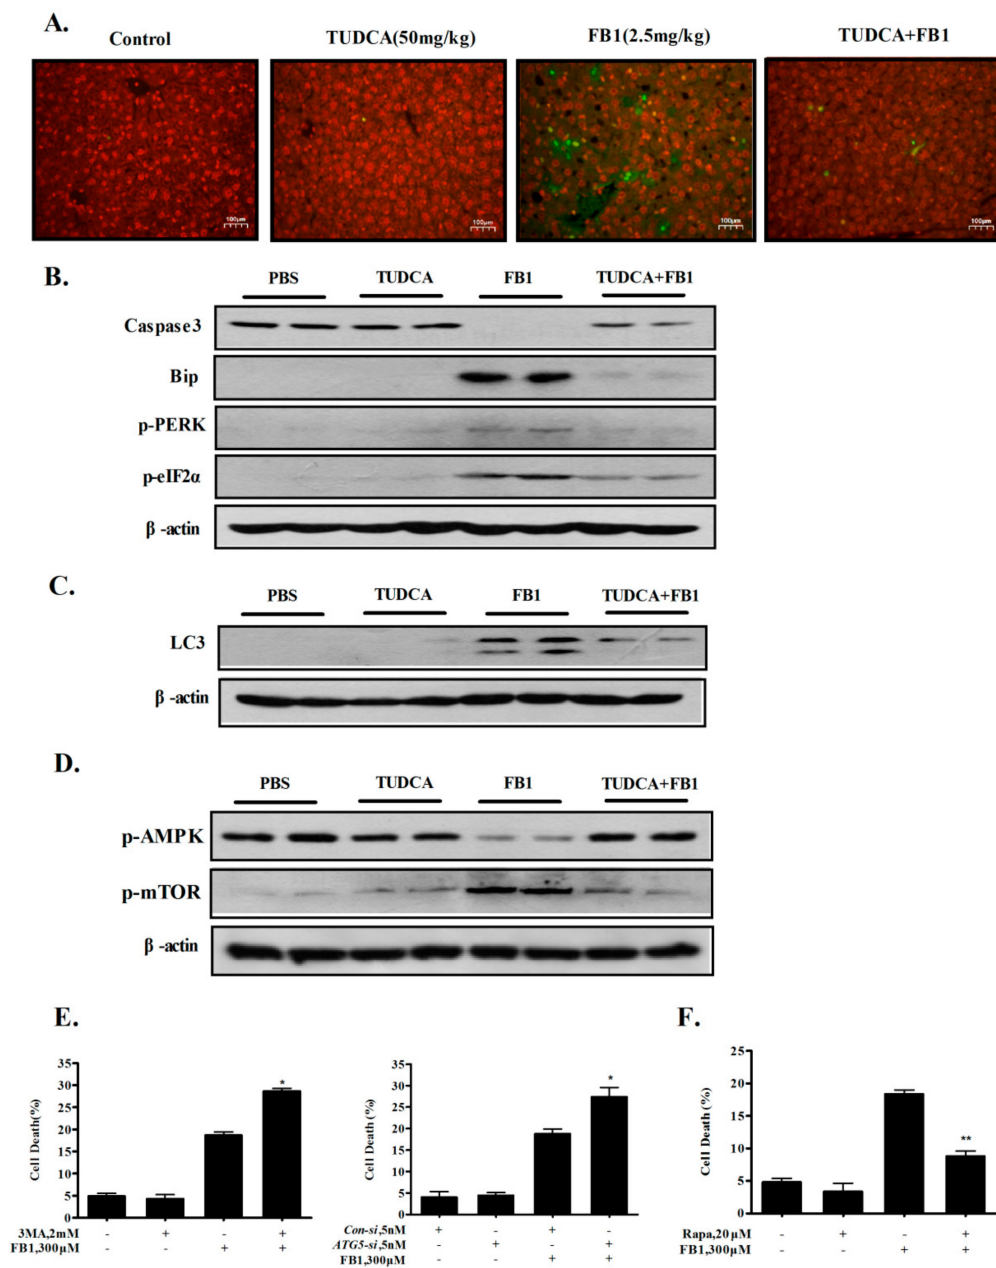 A.
Control TUDCA(50mg/kg) FB1(2.5mg/kg) TUDCA+FB1
100μm 100μm 100μm 100μm
B.
PBS TUDCA FB1 TUDCA+FB1
Caspase3
Bip
p-PERK
p-eIF2α
β -actin
C.
PBS TUDCA FB1 TUDCA+FB1
LC3
β -actin
D.
PBS TUDCA FB1 TUDCA+FB1
p-AMPK
p-mTOR
β -actin
E.
Cell Death(%)
35
30
25
20
15
10
5
0
*
3MA,2mM - + - +
FB1,300μM - - + +
Cell Death (%)
35
30
25
20
15
10
5
0
*
Con-si,5nM + - + -
ATG5-si,5nM - + - +
FB1,300μM - - + +
F.
Cell Death (%)
25
20
15
10
5
0
**
Rapa,20 μM - + - +
FB1,300μM - - + +